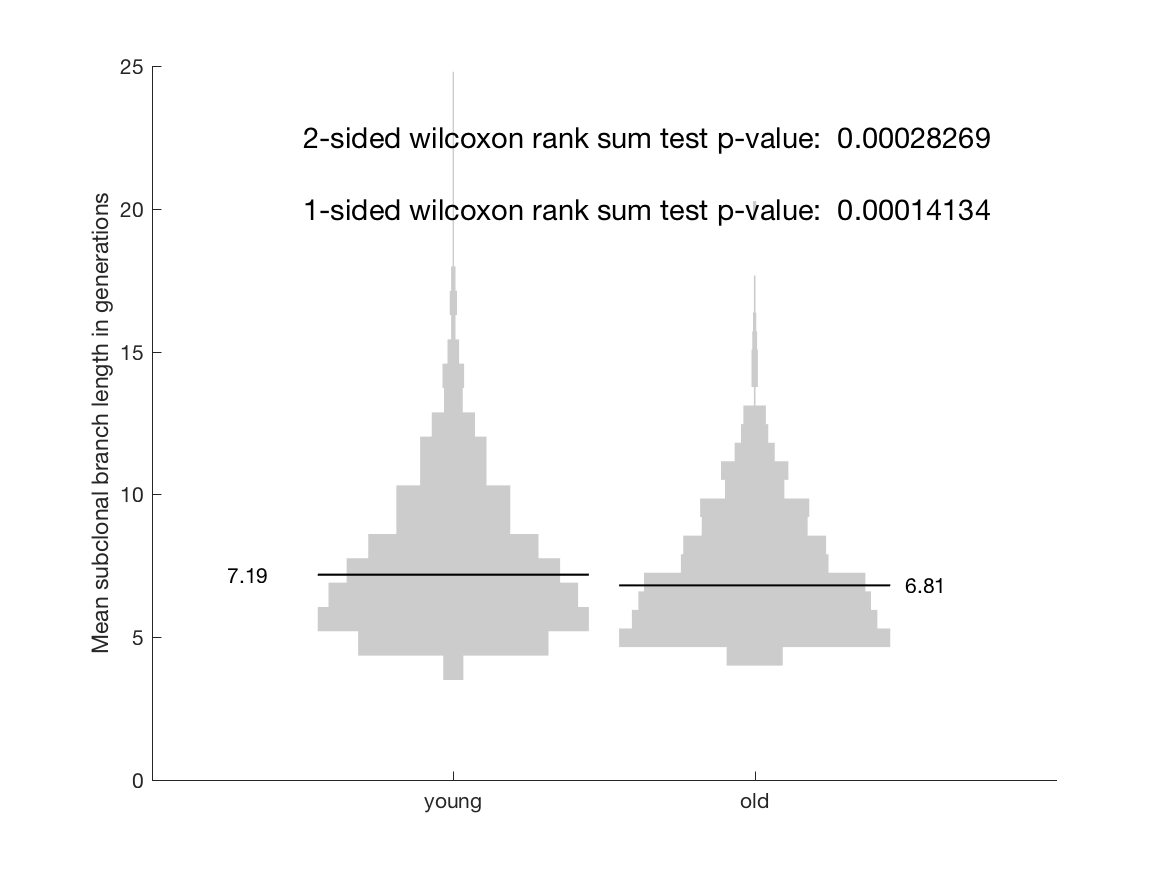 25
2-sided wilcoxon rank sum test p-value: 0.00028269
20
1-sided wilcoxon rank sum test p-value: 0.00014134
Mean subclonal branch length in generations
15
10
7.19
6.81
5
0
young
old